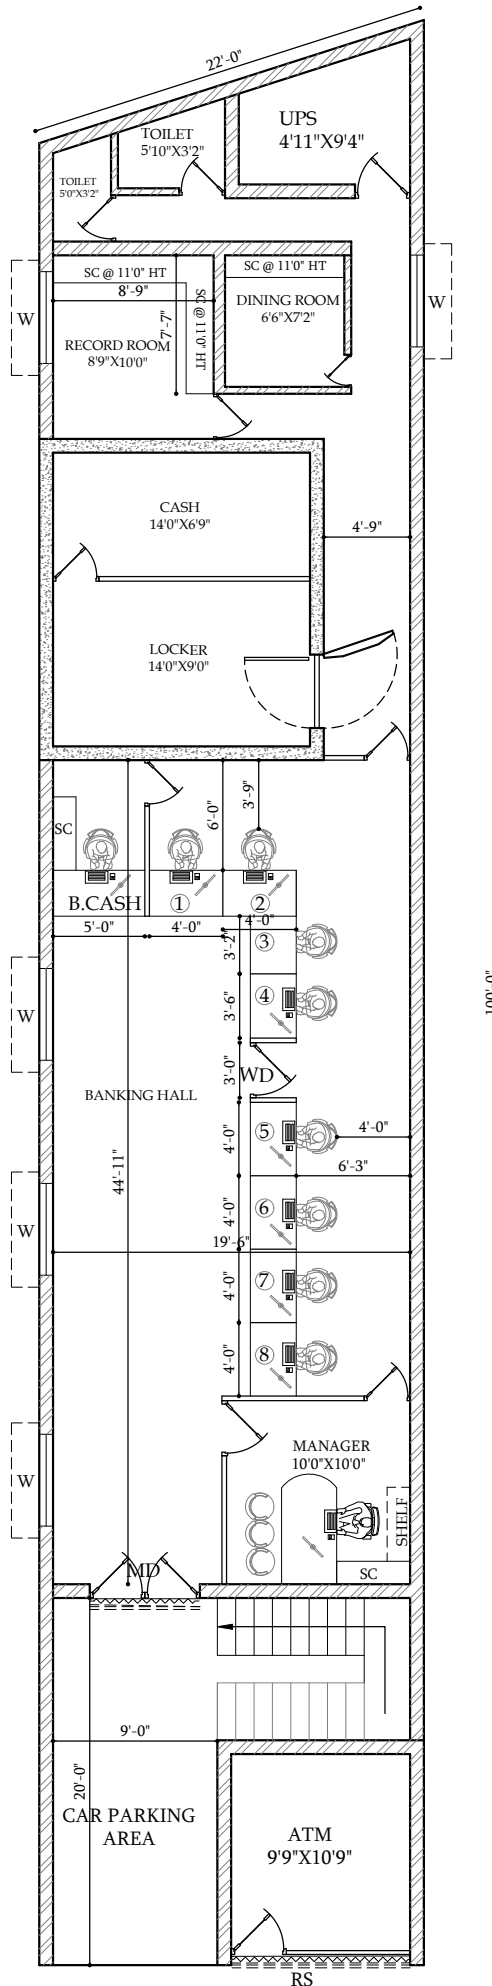 22'-0"
UPS
4'11"X9'4"
TOILET
5'10"X3'2"
TOILET
5'0"X3'2"
SC @ 11'0" HT
8'-9"
7'-7"
SC @ 11'0" HT
RECORD ROOM
8'9"X10'0"
SC @ 11'0" HT
DINING ROOM
6'6"X7'2"
W
W
CASH
14'0"X6'9"
4'-9"
LOCKER
14'0"X9'0"
6'-0"
3'-9"
SC
B.CASH
1
2
5'-0"
4'-0"
4'-0"
3'-2"
3
3'-6"
4
W
3'-0"
WD
BANKING HALL
100'-0"
4'-0"
5
4'-0"
44'-11"
6'-3"
4'-0"
6
W
19'-6"
4'-0"
7
4'-0"
8
MANAGER
10'0"X10'0"
W
SHELF
SC
MD
9'-0"
20'-0"
CAR PARKING
AREA
ATM
9'9"X10'9"
RS